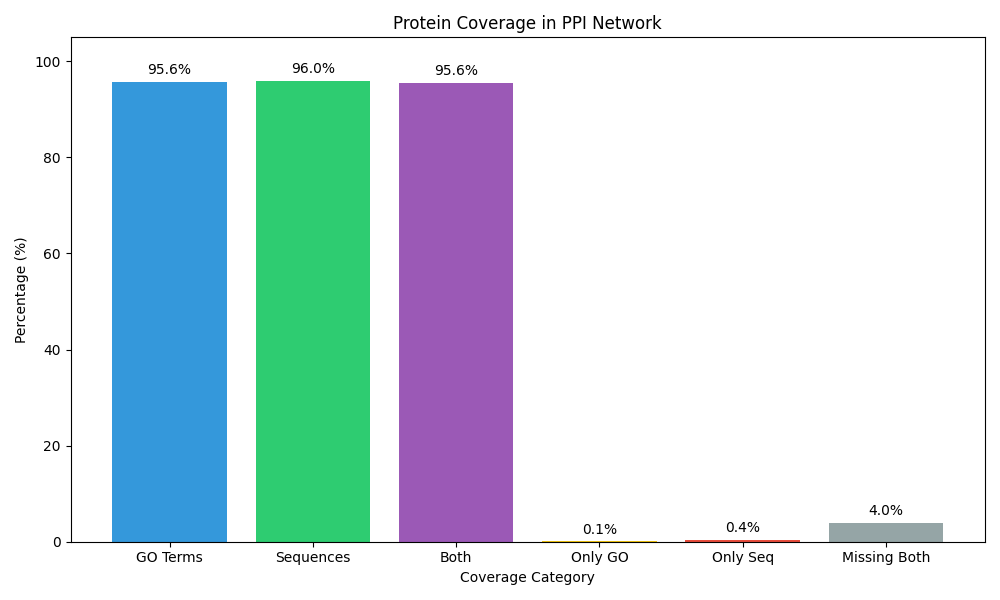 Protein Coverage in PPI Network
Percentage (%)
100
80
60
40
20
0
95.6%
96.0%
95.6%
0.1%
0.4%
4.0%
GO Terms
Sequences
Both
Only GO
Only Seq
Missing Both
Coverage Category